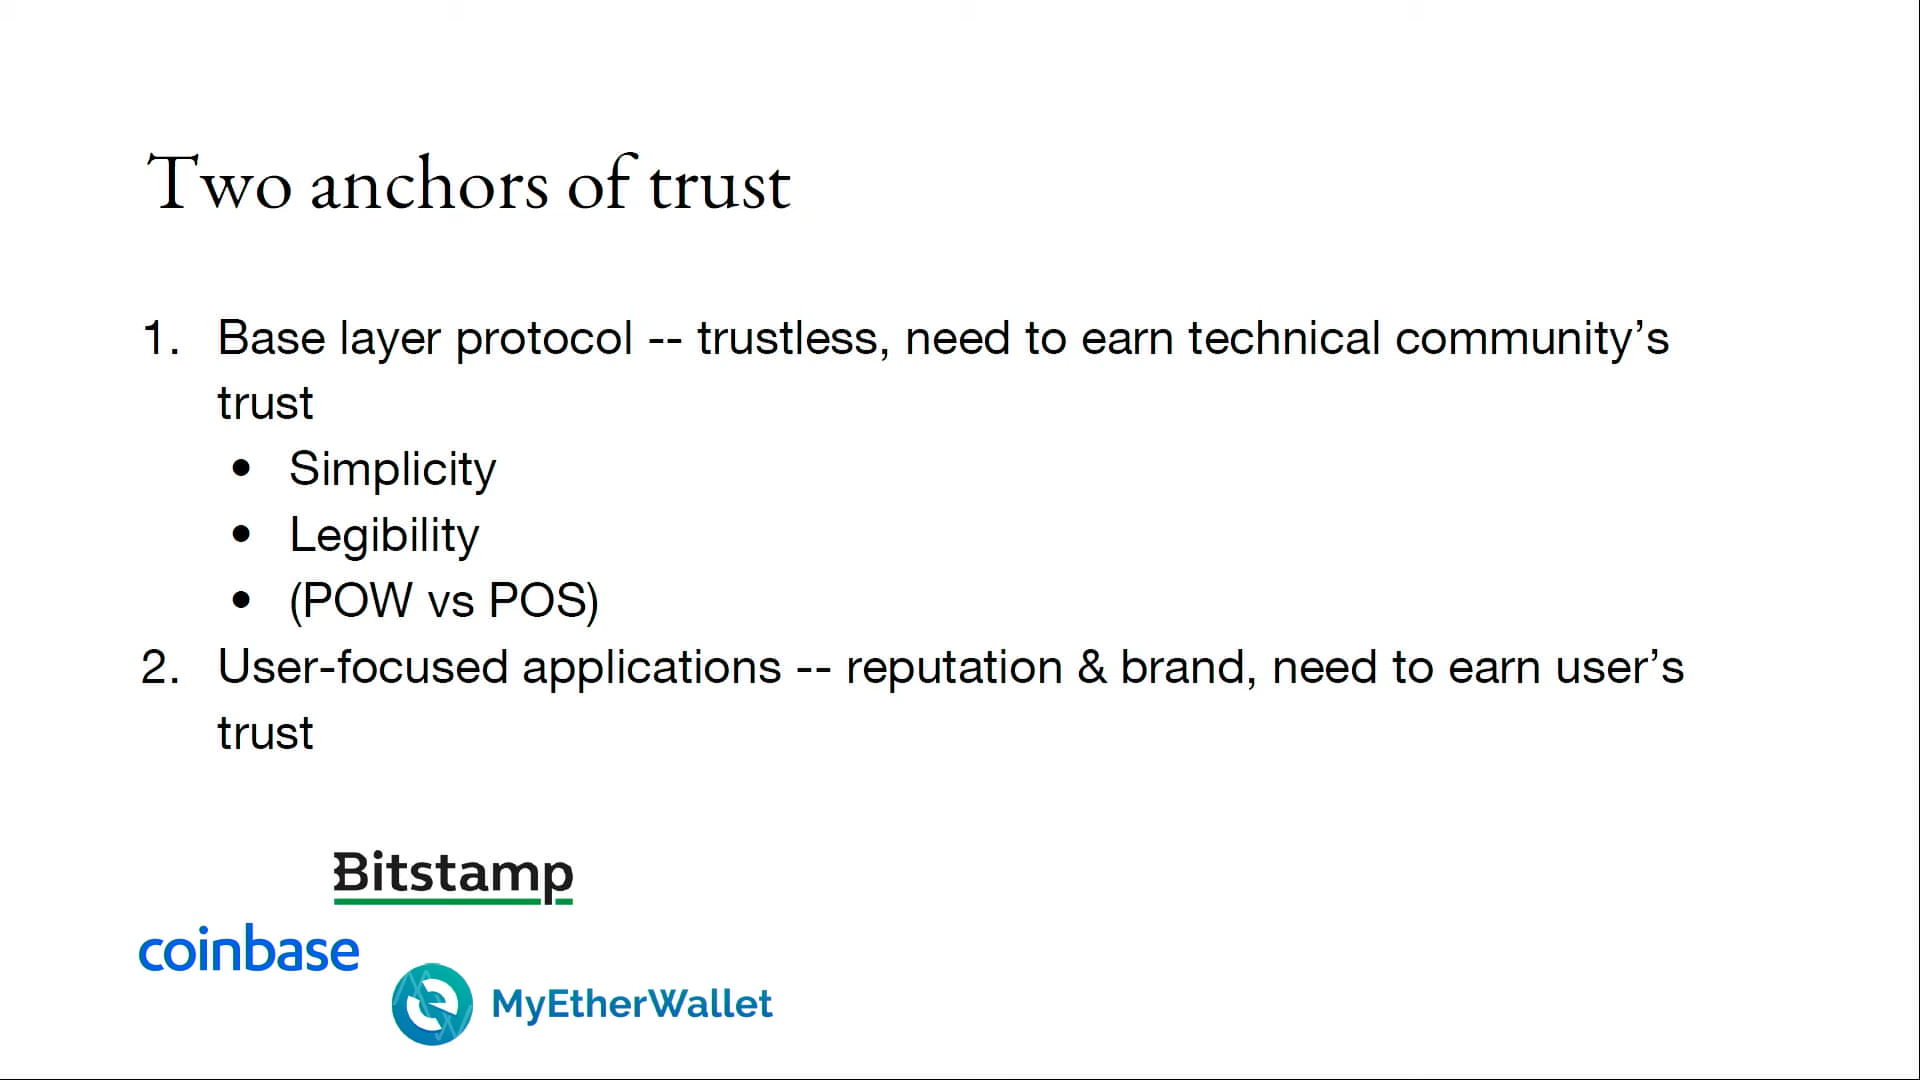 Two anchors of trust
1. Base layer protocol -- trustless, need to earn technical community’s
trust
● Simplicity
● Legibility
● (POW vs POS)
2. User-focused applications -- reputation & brand, need to earn user’s
trust
Bitstamp
coinbase
MyEtherWallet